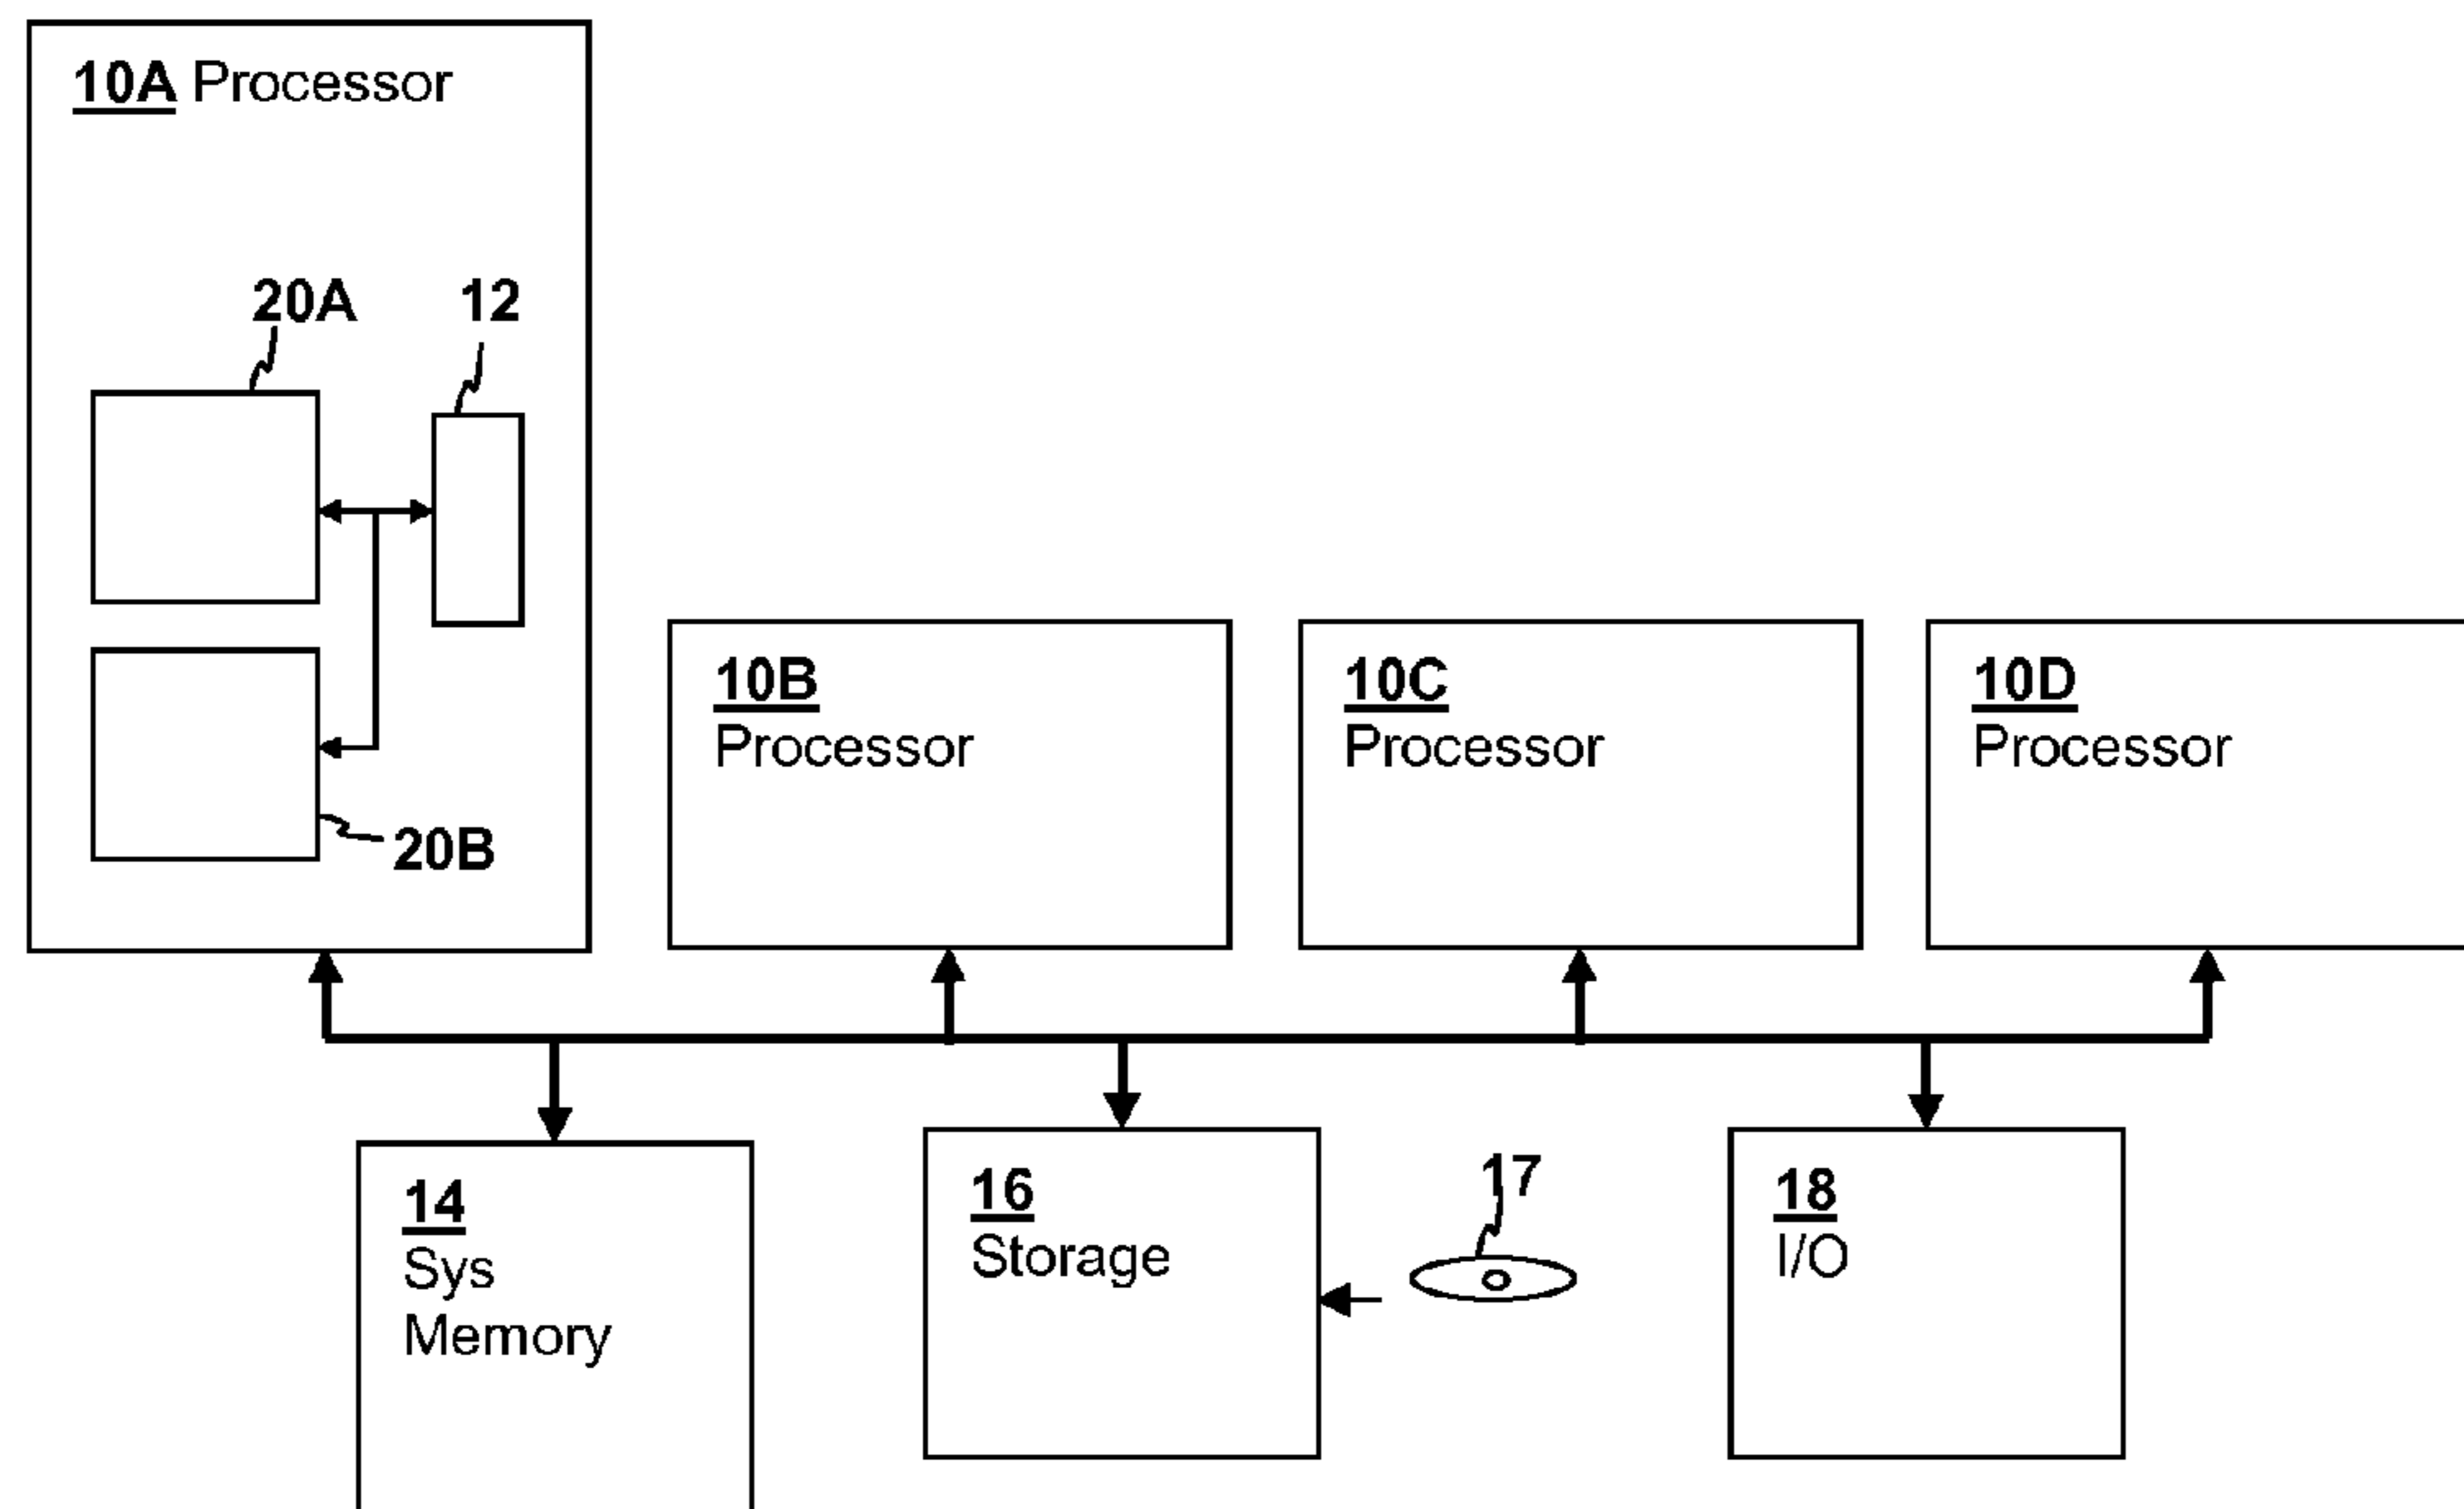 10A Processor
20A
12
20B
10B
Processor
10C
Processor
10D
Processor
14
Sys
Memory
16
Storage
17
18
I/O